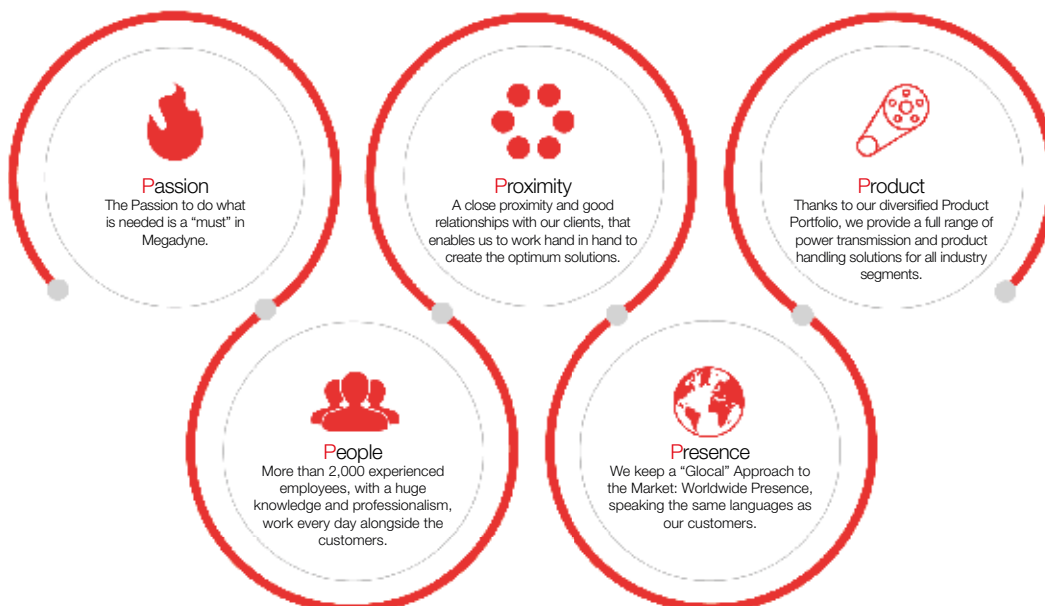 Passion
The Passion to do what
is needed is a “must” in
Megadyne.
Proximity
A close proximity and good
relationships with our clients, that
enables us to work hand in hand to
create the optimum solutions.
Product
Thanks to our diversified Product
Portfolio, we provide a full range of
power transmission and product
handling solutions for all industry
segments.
People
More than 2,000 experienced
employees, with a huge
knowledge and professionalism,
work every day alongside the
customers.
Presence
We keep a “Glocal” Approach to
the Market: Worldwide Presence,
speaking the same languages as
our customers.